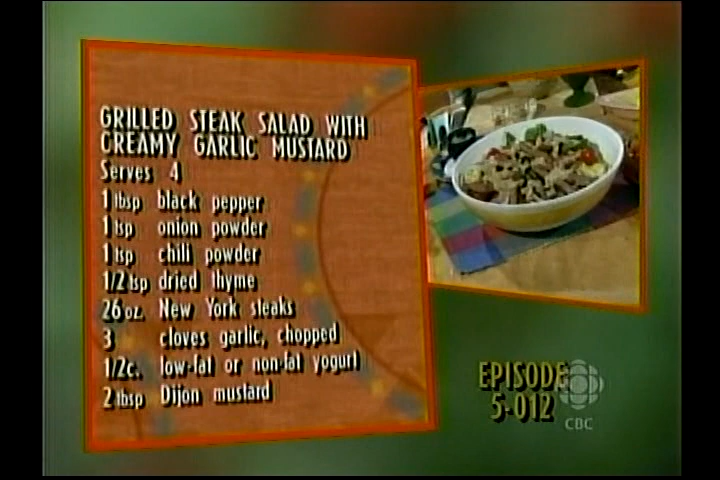 GRILLED STEAK SALAD WITH
CREAMY GARLIC MUSTARD
Serves 4
1 tbsp black pepper
1 tsp onion powder
1 tsp chili powder
1/2 tsp dried thyme
26 oz. New York steaks
3 cloves garlic, chopped
1/2c. low-fat or non-fat yogurt
2 tbsp Dijon mustard
EPISODE
5-012
CBC